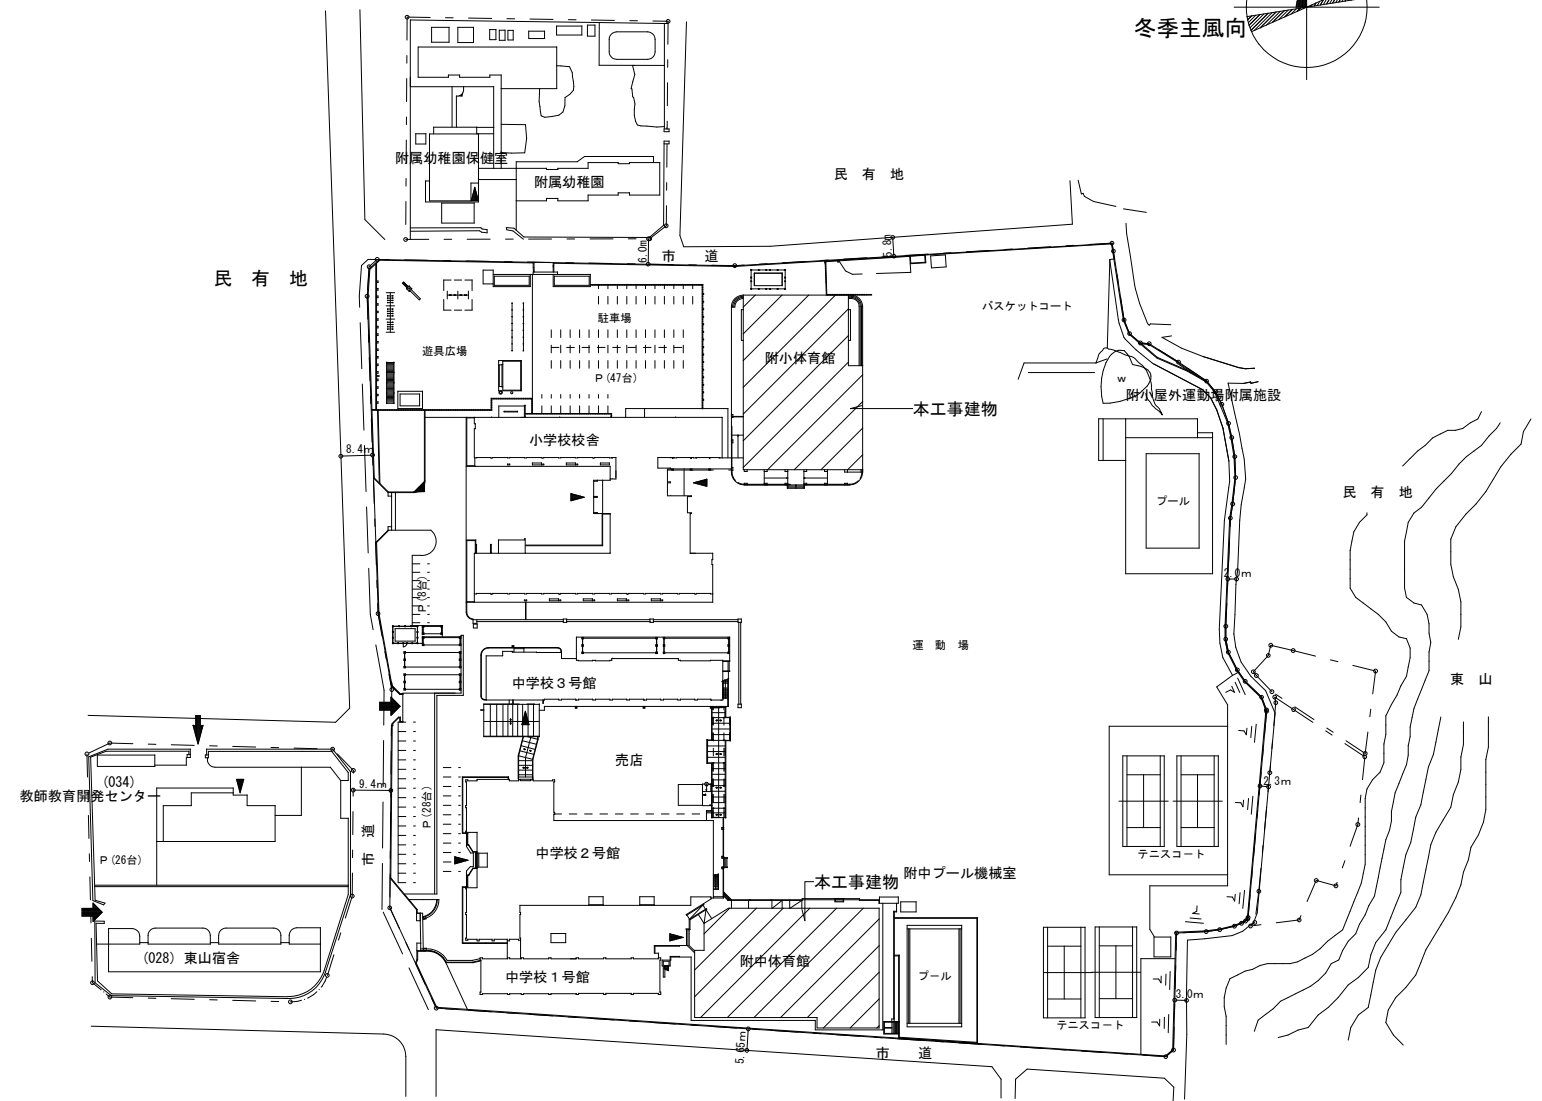 冬季主風向
附属幼稚園保健室
附属幼稚園
民 有 地
6.0m
市 道
5.8m
民 有 地
バスケットコート
駐車場
遊具広場
P (47台)
附小体育館
本工事建物
W
附小屋外運動場附属施設
小学校校舎
8.4m
プール
民 有 地
2.0m
P (8台)
運 動 場
東 山
中学校3号館
売店
(034)
教師教育開発センター
9.4m
2.3m
P (28台)
市 道
P (26台)
中学校2号館
テニスコート
本工事建物
附中プール機械室
(028) 東山宿舎
中学校1号館
附中体育館
プール
3.0m
テニスコート
5.65m
市 道